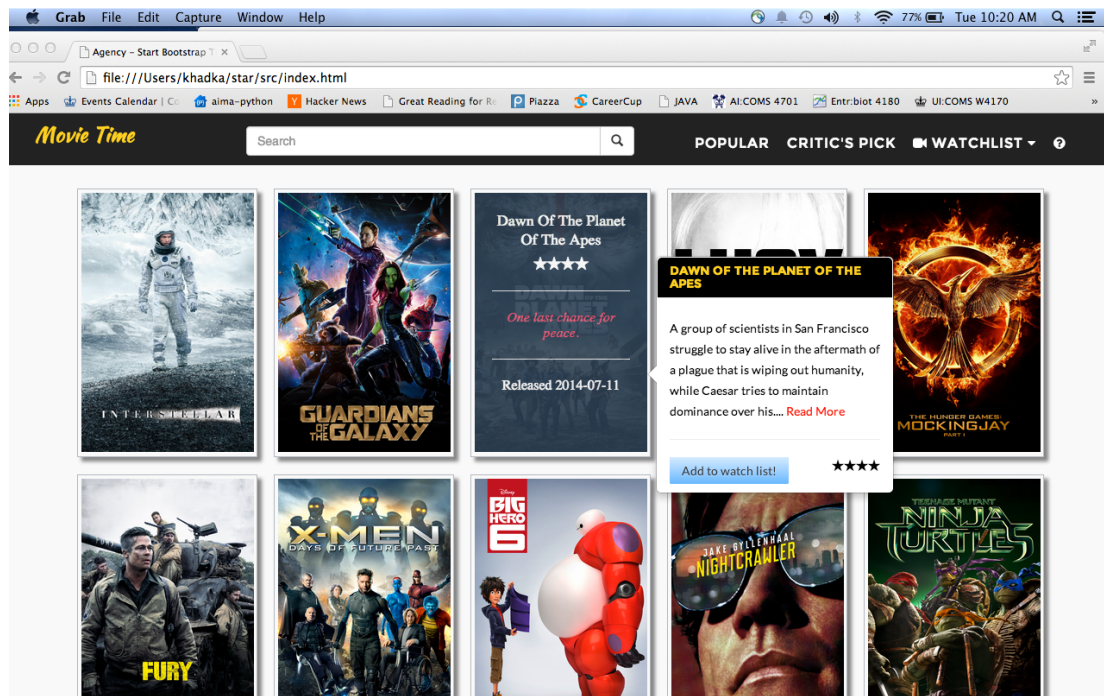 Grab File Edit Capture Window Help
77% Tue 10:20 AM
Agency – Start Bootstrap T
file:///Users/khadka/star/src/index.html
Apps Events Calendar | Co aima-python Hacker News Great Reading for Re Piazza CareerCup JAVA AI:COMS 4701 Entr:biot 4180 UI:COMS W4170 »
Movie Time
Search
POPULAR CRITIC'S PICK WATCHLIST
INTERSTELLAR
GUARDIANS
OF THE GALAXY
Dawn Of The Planet
Of The Apes
★★★★
One last chance for
peace.
Released 2014-07-11
LUCY
DAWN OF THE PLANET OF THE
APES
A group of scientists in San Francisco
struggle to stay alive in the aftermath of
a plague that is wiping out humanity,
while Caesar tries to maintain
dominance over his.... Read More
Add to watch list! ★★★★
THE HUNGER GAMES:
MOCKINGJAY
PART 1
FURY
X-MEN
DAYS OF FUTURE PAST
Disney
BIG
HERO
6
JAKE GYLLENHAAL
NIGHTCRAWLER
TEENAGE MUTANT
NINJA
TURTLES